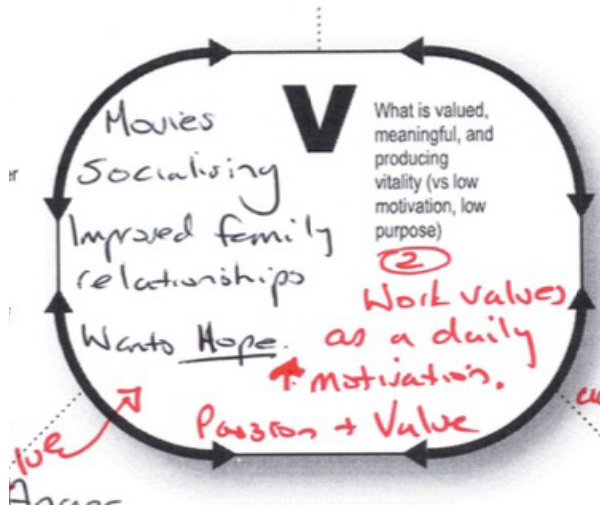 V
What is valued,
meaningful, and
producing
vitality (vs low
motivation, low
purpose)
Movies
Socialising
Improved family
relationships
Wants Hope.
2
Work values
as a daily
motivation.
Passion + Value